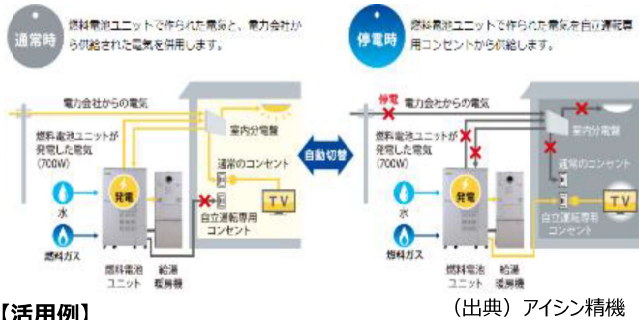 通常時
燃料電池ユニットで作られた電気と、電力会社か
ら供給された電気を併用します。
電力会社からの電気
燃料電池ユニットが
発電した電気
(700W)
水
燃料ガス
発電
燃料電池
ユニット
給湯
暖房機
室内分電盤
通常のコンセント
TV
自立運転専用
コンセント
自動切替
停電時
燃料電池ユニットで作られた電気を自立運転専
用コンセントから供給します。
停電
電力会社からの電気
燃料電池ユニットが
発電した電気
(700W)
水
燃料ガス
発電
燃料電池
ユニット
給湯
暖房機
室内分電盤
通常のコンセント
TV
自立運転専用
コンセント
【活用例】
（出典）アイシン精機